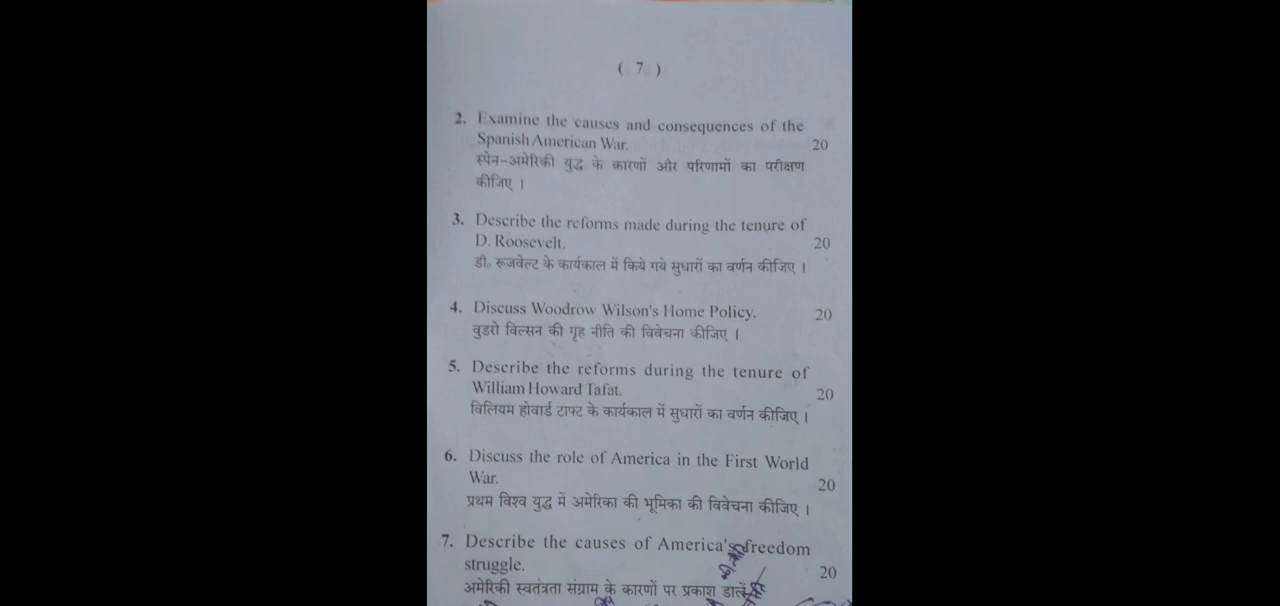 ( 7 )
2. Examine the causes and consequences of the
Spanish American War. 20
स्पेन-अमेरिकी युद्ध के कारणों और परिणामों का परीक्षण
कीजिए ।
3. Describe the reforms made during the tenure of
D. Roosevelt. 20
डी० रूजवेल्ट के कार्यकाल में किये गये सुधारों का वर्णन कीजिए ।
4. Discuss Woodrow Wilson's Home Policy. 20
वुडरो विल्सन की गृह नीति की विवेचना कीजिए ।
5. Describe the reforms during the tenure of
William Howard Tafat. 20
विलियम होवार्ड टाफ्ट के कार्यकाल में सुधारों का वर्णन कीजिए ।
6. Discuss the role of America in the First World
War. 20
प्रथम विश्व युद्ध में अमेरिका की भूमिका की विवेचना कीजिए ।
7. Describe the causes of America's freedom
struggle. 20
अमेरिकी स्वतंत्रता संग्राम के कारणों पर प्रकाश डालें